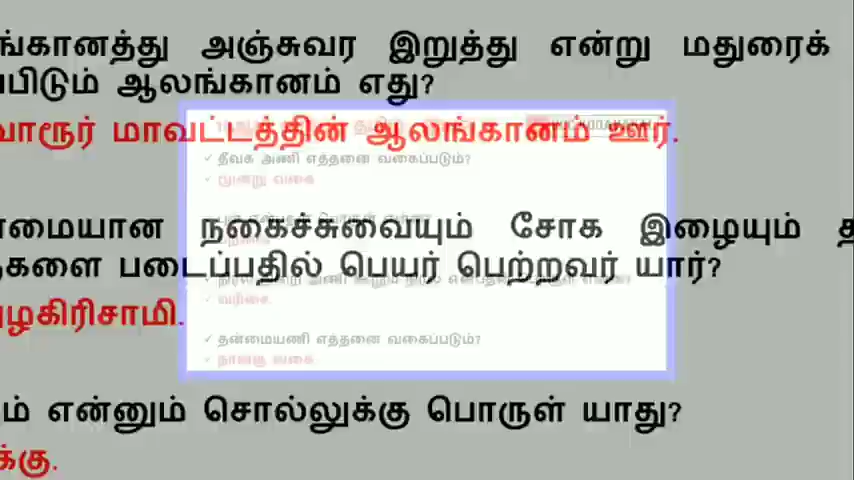 ங்கானத்து அஞ்சுவர இறுத்து என்று மதுரைக்
ப்பிடும் ஆலங்கானம் எது?
வாரூர் மாவட்டத்தின் ஆலங்கானம் ஊர்.
ன்மையான நகைச்சுவையும் சோக இழையும் த
களை படைப்பதில் பெயர் பெற்றவர் யார்?
ழகிரிசாமி.
ம் என்னும் சொல்லுக்கு பொருள் யாது?
க்கு.
✓ தீவக அணி எத்தனை வகைப்படும்?
✓ மூன்று வகை
✓ வரிசை
✓ தன்மையணி எத்தனை வகைப்படும்?
✓ நான்கு வகை